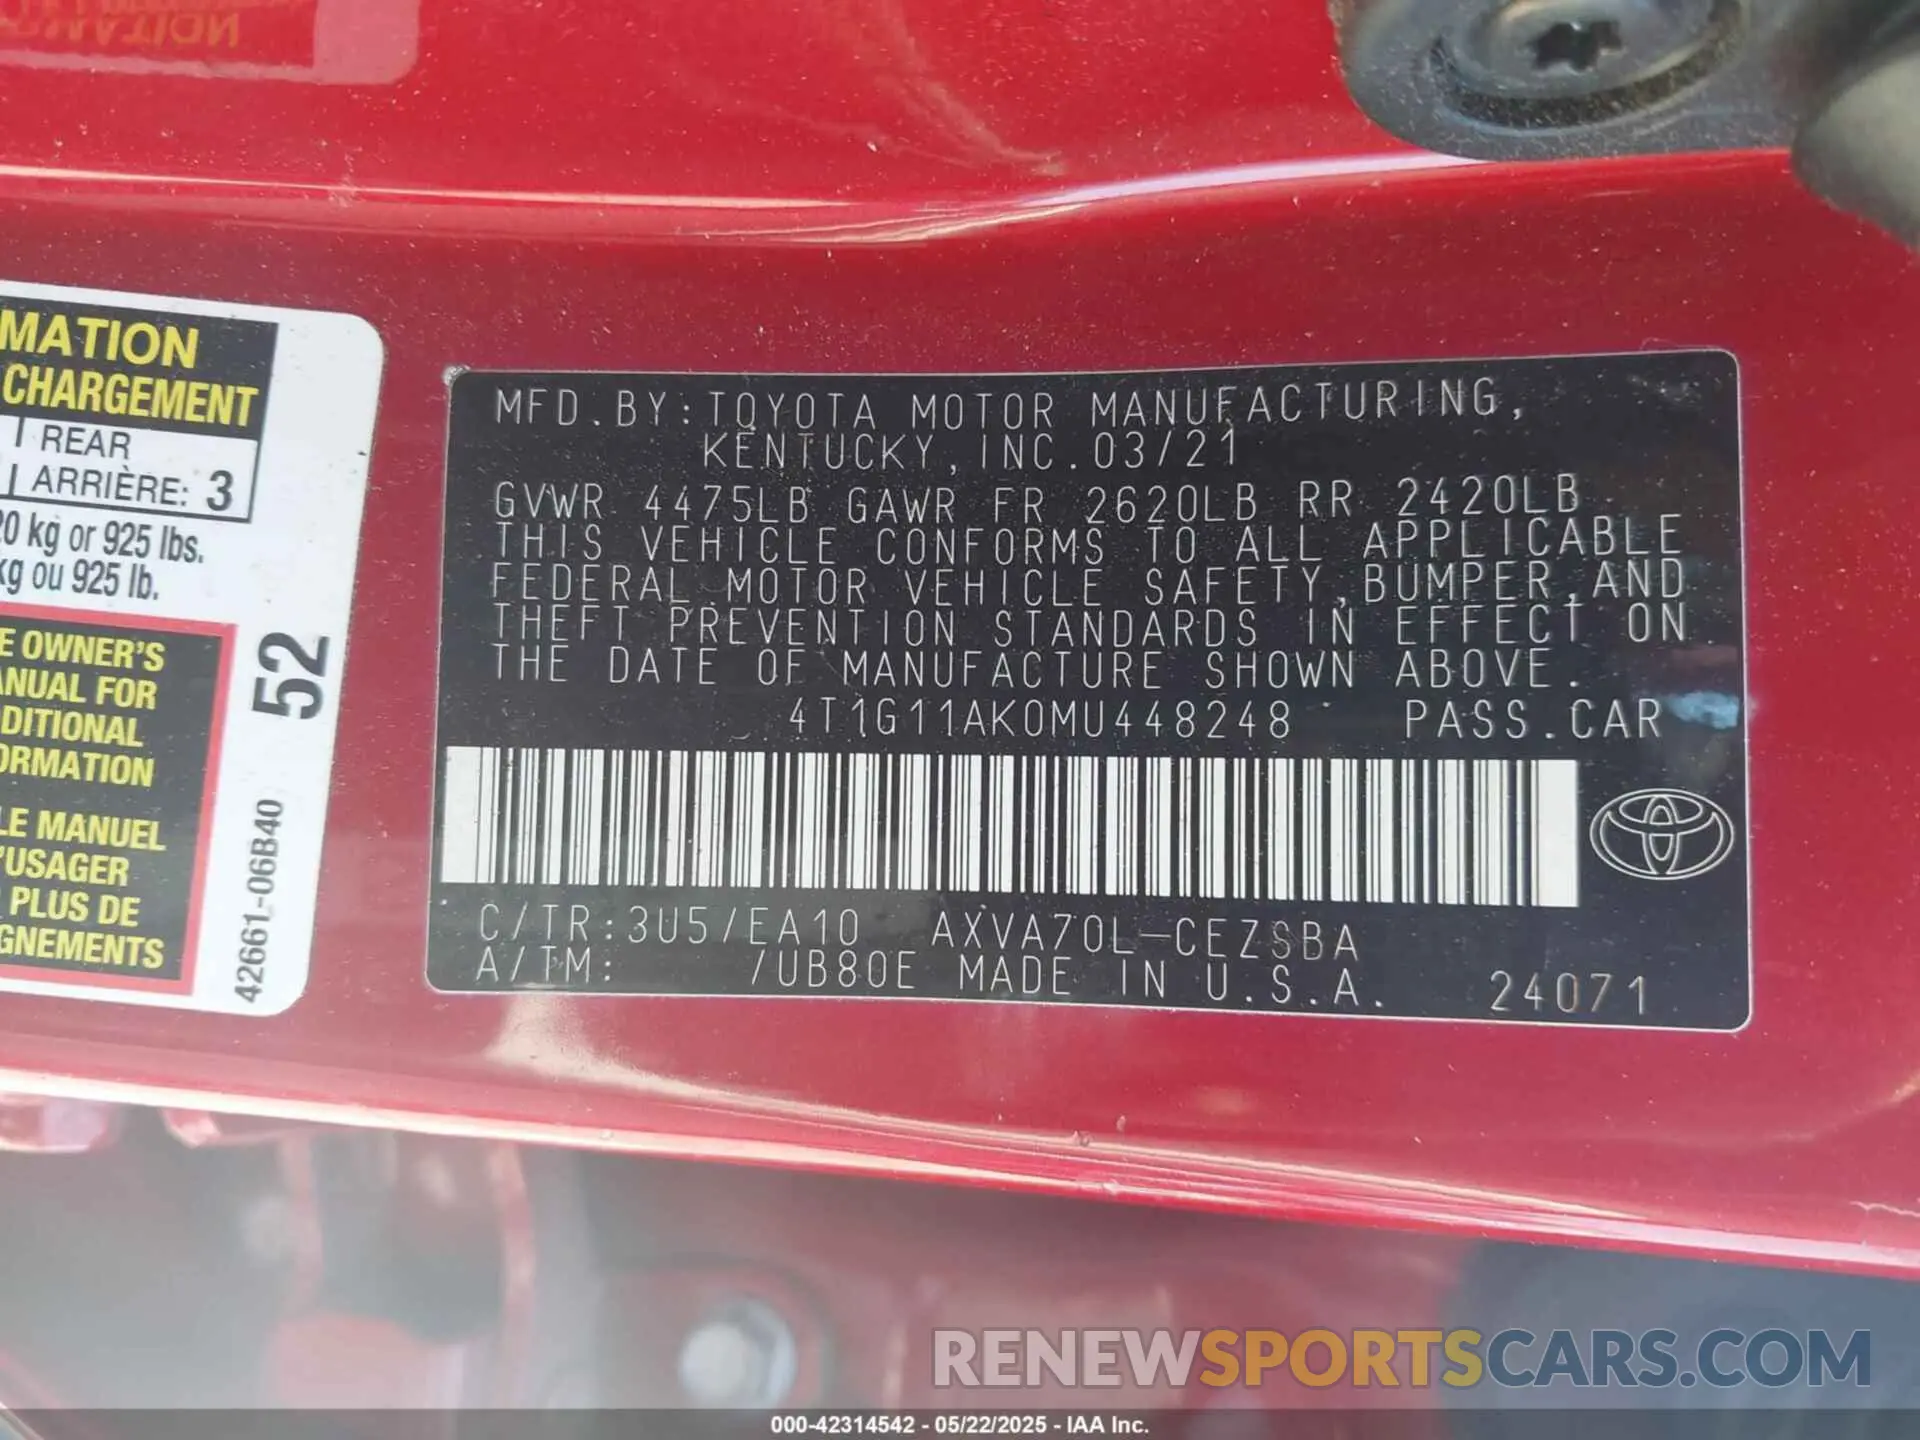 MATION
CHARGEMENT
REAR
ARRIÈRE: 3
20 kg or 925 lbs.
kg ou 925 lb.
E OWNER'S
ANUAL FOR
DDITIONAL
ORMATION
LE MANUEL
'USAGER
PLUS DE
GNEMENTS
52
42661-06B40
MFD.BY:TOYOTA MOTOR MANUFACTURING,
KENTUCKY,INC.03/21
GVWR 4475LB GAWR FR 2620LB RR 2420LB
THIS VEHICLE CONFORMS TO ALL APPLICABLE
FEDERAL MOTOR VEHICLE SAFETY,BUMPER,AND
THEFT PREVENTION STANDARDS IN EFFECT ON
THE DATE OF MANUFACTURE SHOWN ABOVE.
4T1G11AK0MU448248 PASS.CAR
C/TR:3U5/EA10 AXVA70L-CEZSBA
A/TM: /UB80E MADE IN U.S.A. 24071
RENEWSPORTSCARS.COM
000-42314542 - 05/22/2025 - IAA Inc.